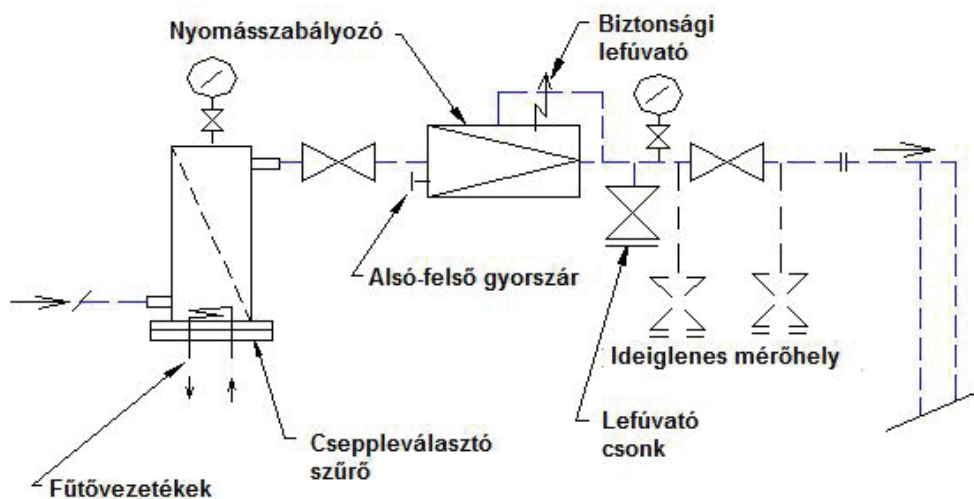 Nyomásszabályozó
Biztonsági
lefúvató
Alsó-felső gyorszár
Ideiglenes mérőhely
Lefúvató
csonk
Cseppleválasztó
szűrő
Fűtővezetékek